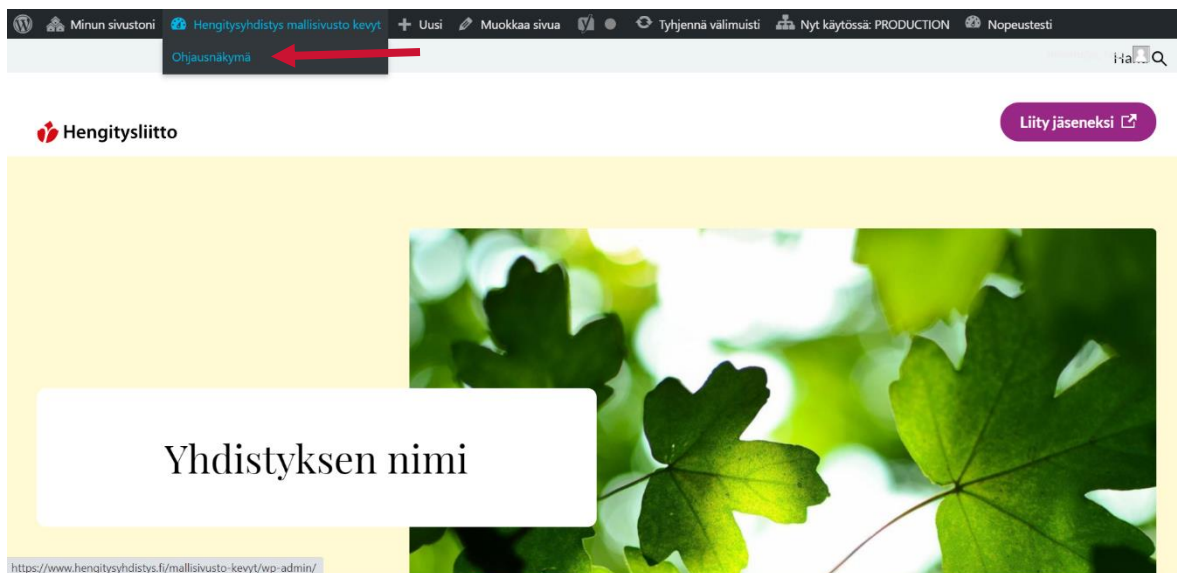 Minun sivustoni Hengitysyhdistys mallisivusto kevyt Uusi Muokkaa sivua Tyhjennä välimuisti Nyt käytössä: PRODUCTION Nopeustesti
Ohjausnäkymä
Hengitysliitto
Liity jäseneksi
Yhdistyksen nimi
https://www.hengitysyhdistys.fi/mallisivusto-kevyt/wp-admin/